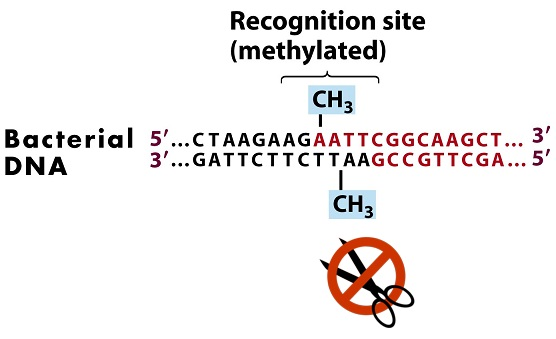 Recognition site
(methylated)
CH3
Bacterial DNA
5′...CTAAGAAGAATTCGGCAAGCT... 3′
3′...GATTCTTCTTAAGCCGTTCGA... 5′
CH3